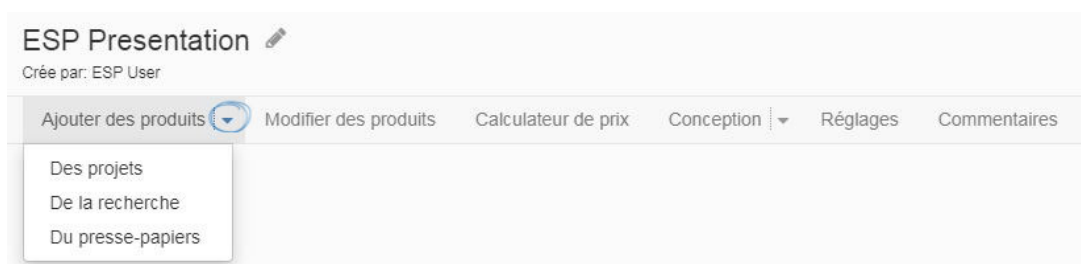 ESP Presentation
Crée par: ESP User
Ajouter des produits Modifier des produits Calculateur de prix Conception Réglages Commentaires
Des projets
De la recherche
Du presse-papiers